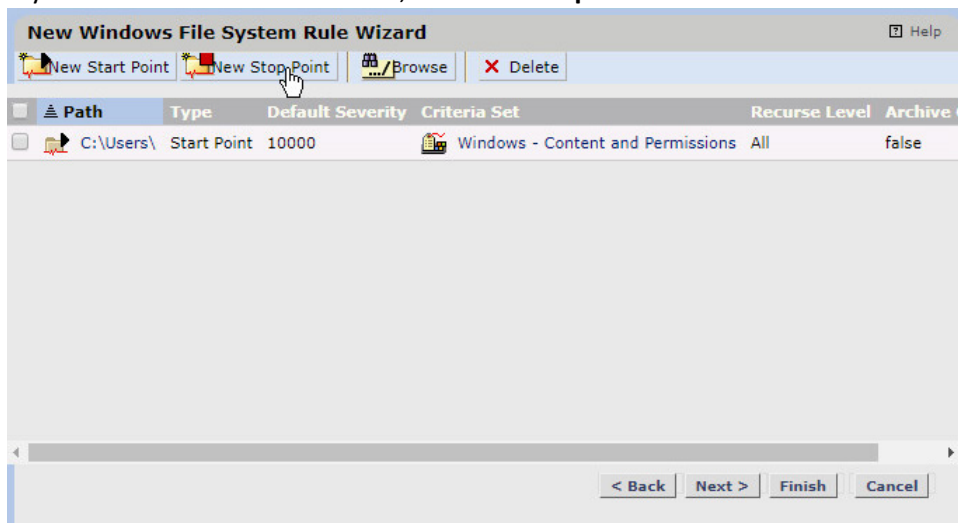 New Windows File System Rule Wizard Help
New Start Point New Stop Point .../Browse Delete
Path Type Default Severity Criteria Set Recurse Level Archive
C:\Users\ Start Point 10000 Windows - Content and Permissions All false
< Back Next > Finish Cancel